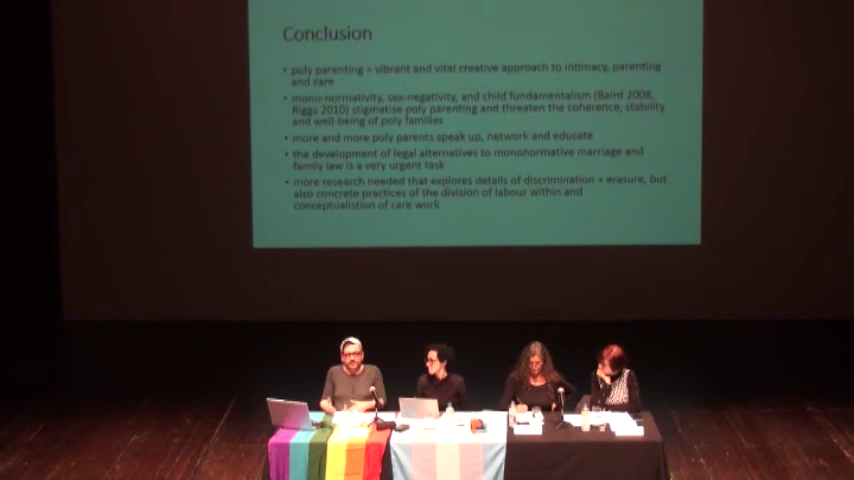 Conclusion
• poly parenting = vibrant and vital creative approach to intimacy, parenting
and care
• mono-normativity, sex-negativity, and child fundamentalism (Baird 2008,
Riggs 2010) stigmatise poly parenting and threaten the coherence, stability
and well-being of poly families
• more and more poly parents speak up, network and educate
• the development of legal alternatives to mononormative marriage and
family law is a very urgent task
• more research needed that explores details of discrimination + erasure, but
also concrete practices of the division of labour within and
conceptualistion of care work